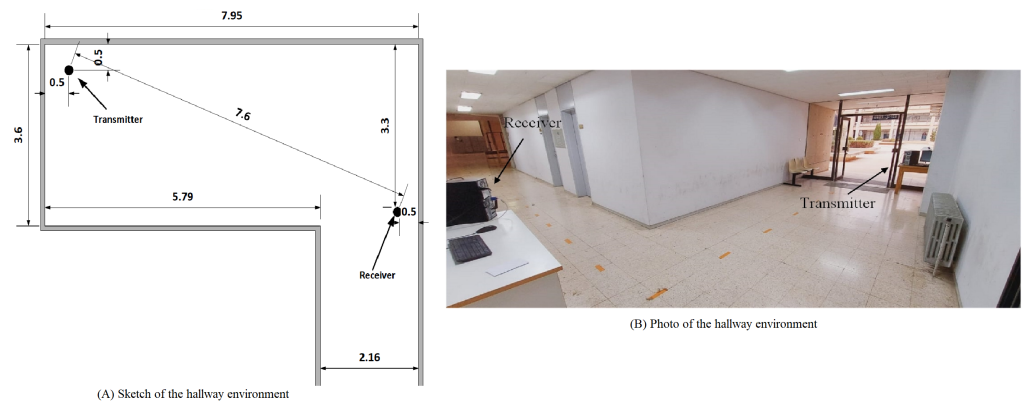 7.95
0.5
0.5
Transmitter
3.6
7.6
3.3
5.79
0.5
Receiver
2.16
(A) Sketch of the hallway environment
Receiver
Transmitter
(B) Photo of the hallway environment